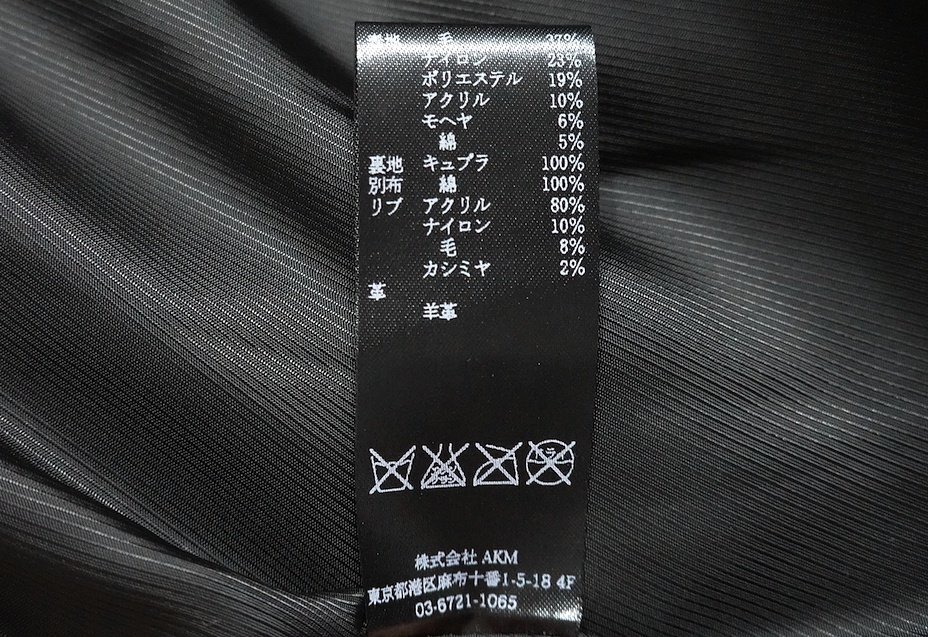 表地 毛 37%
ナイロン 23%
ポリエステル 19%
アクリル 10%
モヘヤ 6%
綿 5%
裏地 キュプラ 100%
別布 綿 100%
リブ アクリル 80%
ナイロン 10%
毛 8%
カシミヤ 2%
革
羊革
株式会社 AKM
東京都港区麻布十番1-5-18 4F
03-6721-1065